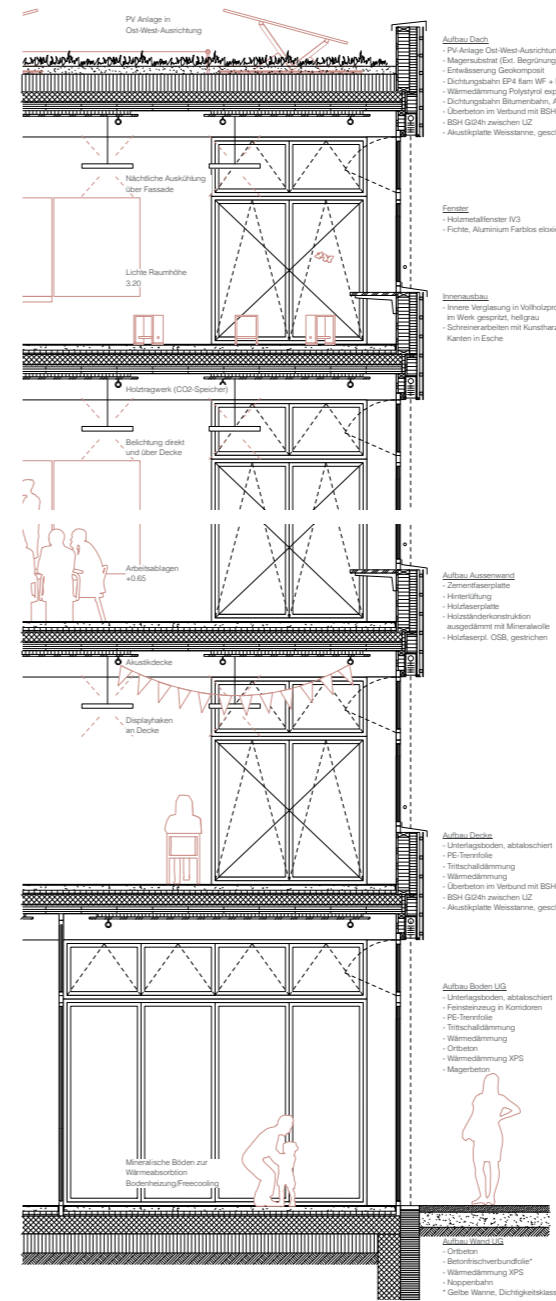 PV Anlage in
Ost-West-Ausrichtung
Nächtliche Auskühlung
über Fassade
Lichte Raumhöhe
3.20
Holztragwerk (CO2-Speicher)
Belichtung direkt
und über Decke
Arbeitsablagen
+0.65
Akustikdecke
Displayhaken
an Decke
Mineralische Böden zur
Wärmeabsorbtion
Bodenheizung/Freecooling
Aufbau Dach
- PV-Anlage Ost-West-Ausrichtun
- Magersubstrat (Ext. Begrünung
- Entwässerung Geokomposit
- Dichtungsbahn EP4 flam WF +
- Wärmedämmung Polystyrol exp
- Dichtungsbahn Bitumenbahn, A
- Überbeton im Verbund mit BSH
- BSH Gl24h zwischen UZ
- Akustikplatte Weisstanne, gesch
Fenster
- Holzmetallfenster IV3
- Fichte, Aluminium Farblos eloxi
Innenausbau
- Innere Verglasung in Vollholzpro
im Werk gespritzt, hellgrau
- Schreinerarbeiten mit Kunstharz
Kanten in Esche
Aufbau Aussenwand
- Zementfaserplatte
- Hinterlüftung
- Holzfaserplatte
- Holzständerkonstruktion
ausgedämmt mit Mineralwolle
- Holzfaserpl. OSB, gestrichen
Aufbau Decke
- Unterlagsboden, abtaloschiert
- PE-Trennfolie
- Trittschalldämmung
- Wärmedämmung
- Überbeton im Verbund mit BSH
- BSH Gl24h zwischen UZ
- Akustikplatte Weisstanne, gesch
Aufbau Boden UG
- Unterlagsboden, abtaloschiert
- Feinsteinzeug in Korridoren
- PE-Trennfolie
- Trittschalldämmung
- Wärmedämmung
- Ortbeton
- Wärmedämmung XPS
- Magerbeton
Aufbau Wand UG
- Ortbeton
- Betonfrischverbundfolie*
- Wärmedämmung XPS
- Noppenbahn
* Gelbe Wanne, Dichtigkeitsklass